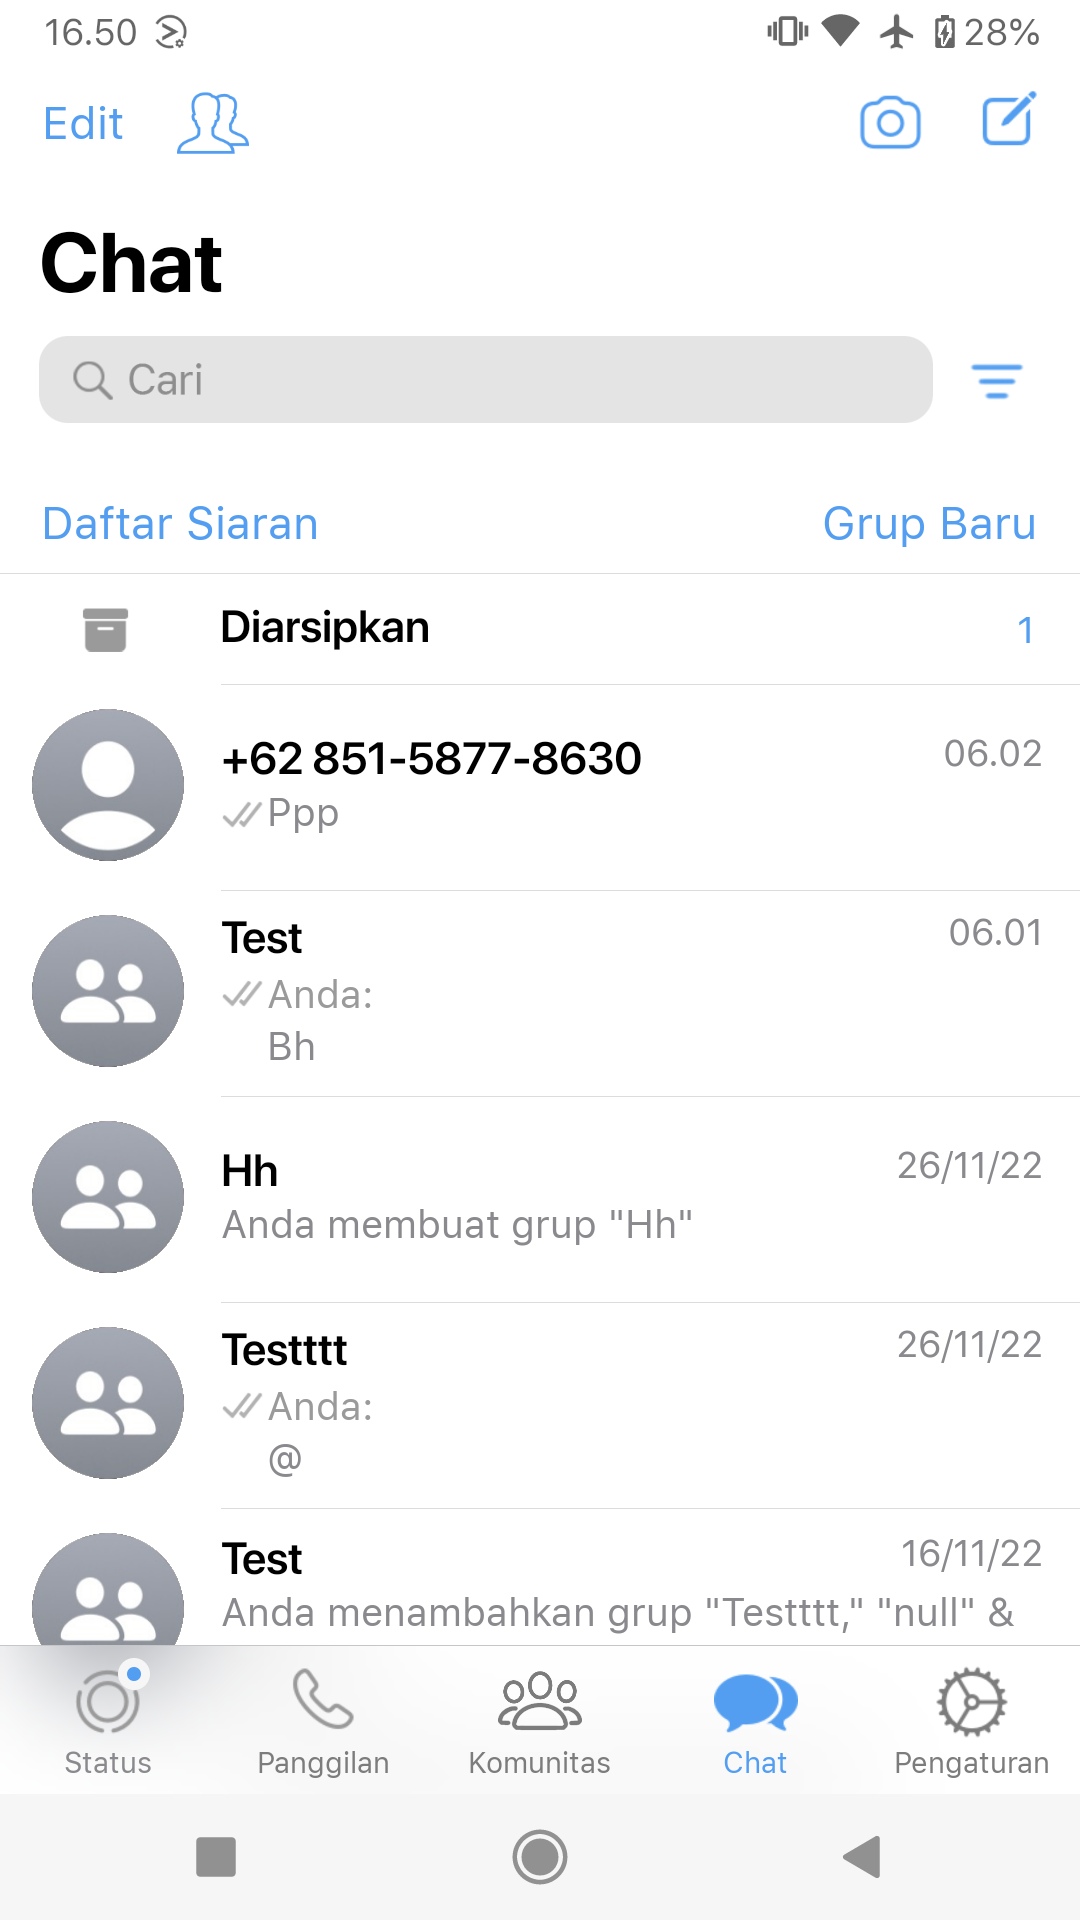 16.50 28%
Edit
Chat
Cari
Daftar Siaran Grup Baru
Diarsipkan 1
+62 851-5877-8630 06.02
Ppp
Test 06.01
Anda:
Bh
Hh 26/11/22
Anda membuat grup "Hh"
Testttt 26/11/22
Anda:
@
Test 16/11/22
Anda menambahkan grup "Testttt," "null" &
Status Panggilan Komunitas Chat Pengaturan